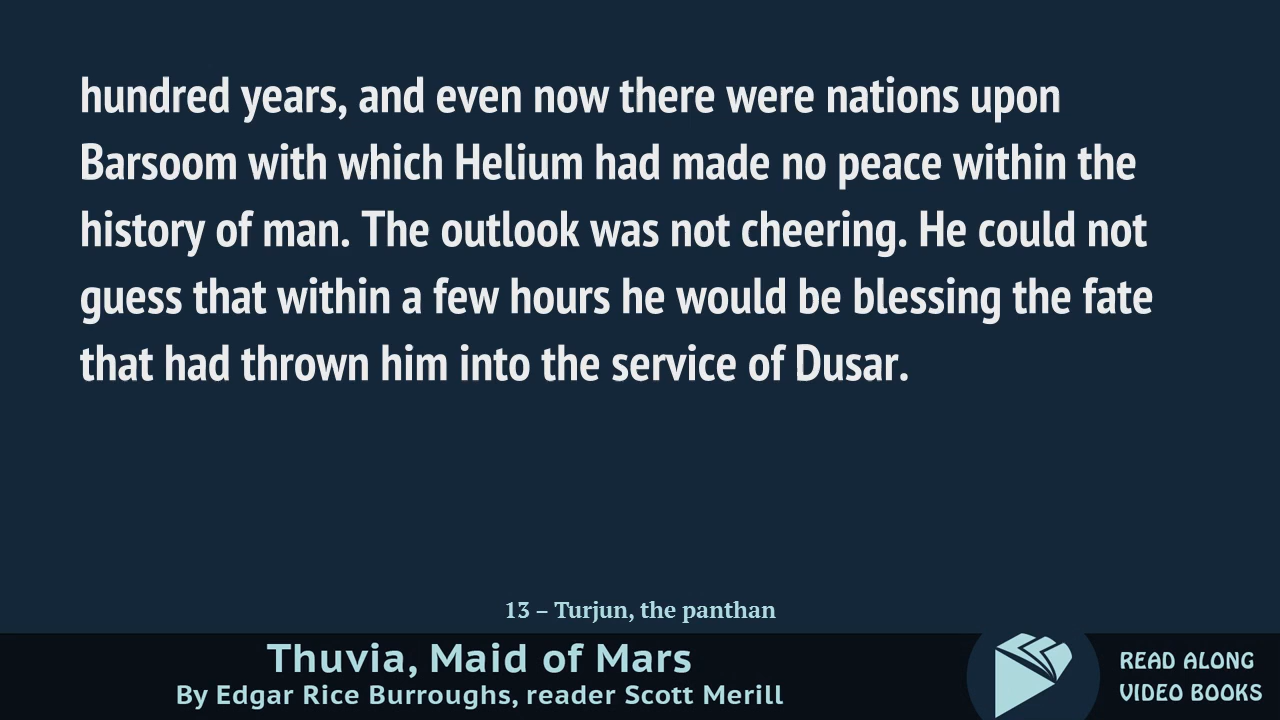 hundred years, and even now there were nations upon
Barsoom with which Helium had made no peace within the
history of man. The outlook was not cheering. He could not
guess that within a few hours he would be blessing the fate
that had thrown him into the service of Dusar.
13 – Turjun, the panthan
Thuvia, Maid of Mars
By Edgar Rice Burroughs, reader Scott Merill
READ ALONG
VIDEO BOOKS